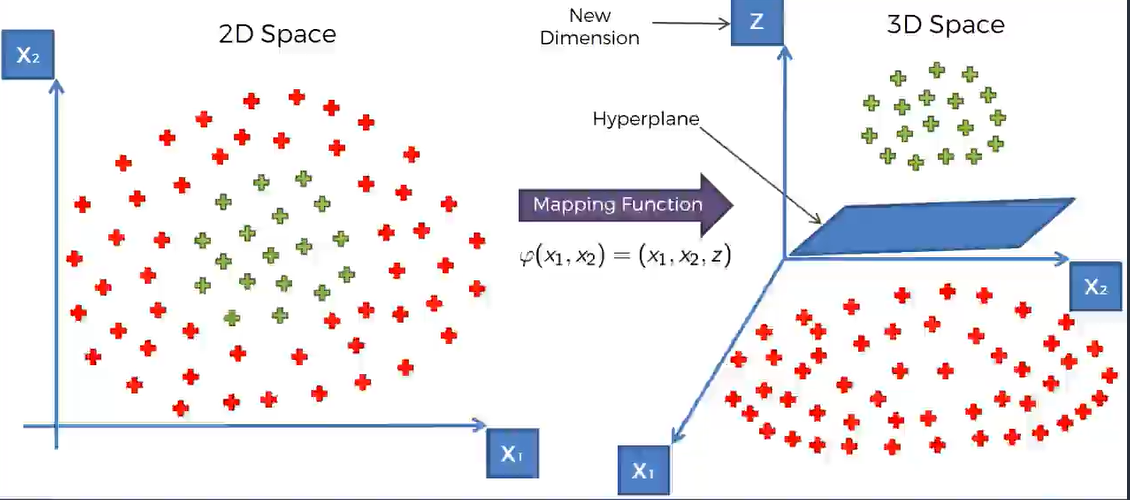 2D Space
X₂
X₁
New
Dimension
Hyperplane
Mapping Function
φ(x₁, x₂) = (x₁, x₂, z)
3D Space
Z
X₂
X₁